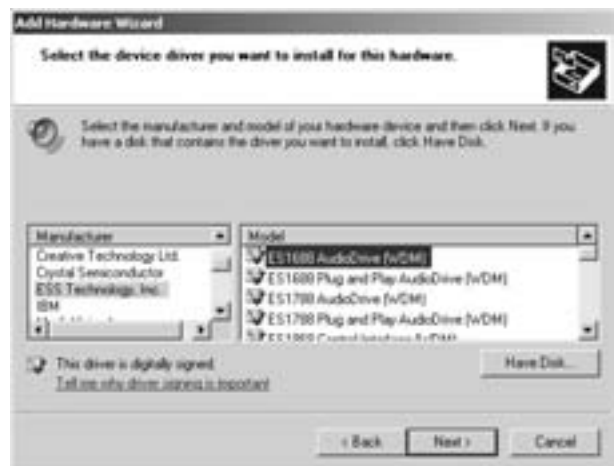 Add Hardware Wizard
Select the device driver you want to install for this hardware.
Select the manufacturer and model of your hardware device and then click Next. If you
have a disk that contains the driver you want to install, click Have Disk.
Manufacturer
Creative Technology Ltd.
Crystal Semiconductor
ESS Technology, Inc.
IBM
Model
ES1688 AudioDrive (WDM)
ES1688 Plug and Play AudioDrive (WDM)
ES1788 AudioDrive (WDM)
ES1788 Plug and Play AudioDrive (WDM)
This driver is digitally signed.
Tell me why driver signing is important
Have Disk...
< Back
Next >
Cancel